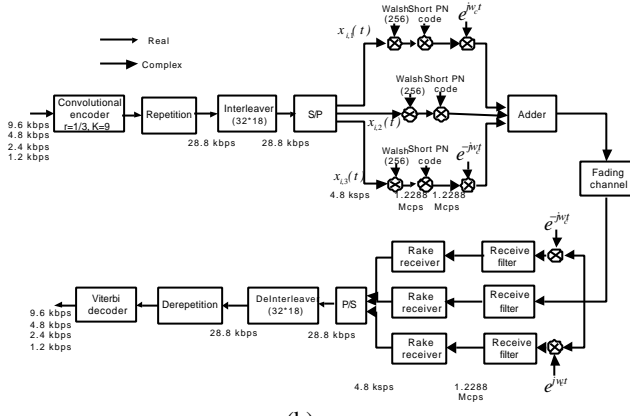 Real
Complex
Walsh Short PN
(256) code
e^{jw_c t}
x_{i,1}(t)
Walsh Short PN
(256) code
x_{i,2}(t)
Walsh Short PN
(256) code
e^{-jw_c t}
x_{i,3}(t)
Convolutional
encoder
r=1/3, K=9
Repetition
Interleaver
(32*18)
S/P
Adder
9.6 kbps
4.8 kbps
2.4 kbps
1.2 kbps
28.8 kbps
28.8 kbps
4.8 ksps
1.2288
Mcps
1.2288
Mcps
Fading
channel
e^{-jw_c t}
Rake
receiver
Receive
filter
Rake
receiver
Receive
filter
Rake
receiver
Receive
filter
e^{jw_c t}
Viterbi
decoder
Derepetition
DeInterleaver
(32*18)
P/S
9.6 kbps
4.8 kbps
2.4 kbps
1.2 kbps
28.8 kbps
28.8 kbps
4.8 ksps
1.2288
Mcps